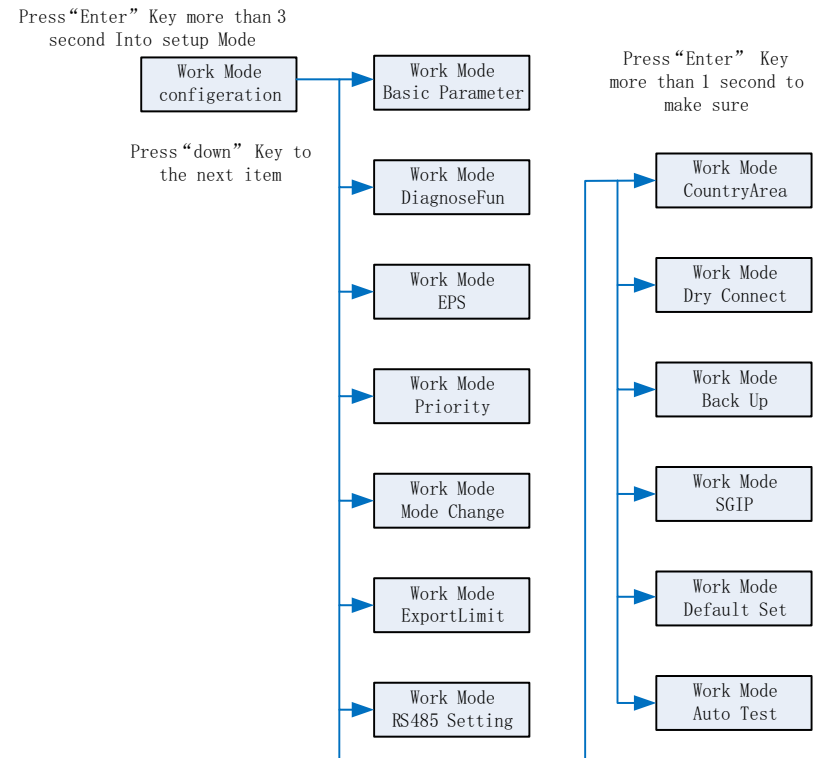 Press“Enter” Key more than 3
second Into setup Mode
Work Mode
configeration
Press“down” Key to
the next item
Work Mode
Basic Parameter
Work Mode
DiagnoseFun
Work Mode
EPS
Work Mode
Priority
Work Mode
Mode Change
Work Mode
ExportLimit
Work Mode
RS485 Setting
Press“Enter” Key
more than 1 second to
make sure
Work Mode
CountryArea
Work Mode
Dry Connect
Work Mode
Back Up
Work Mode
SGIP
Work Mode
Default Set
Work Mode
Auto Test